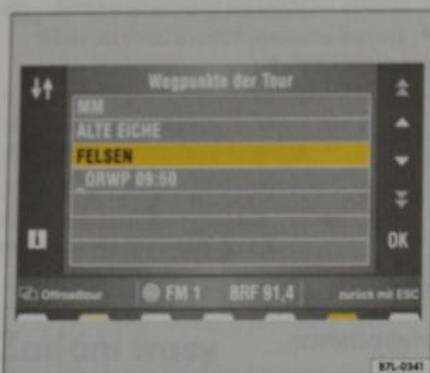 Wegpunkte der Tour
MM
ALTE EICHE
FELSEN
_ORWP 09:50
i
OK
Offroadtour FM 1 BRF 91,4 zurück mit ESC
B7L-0341